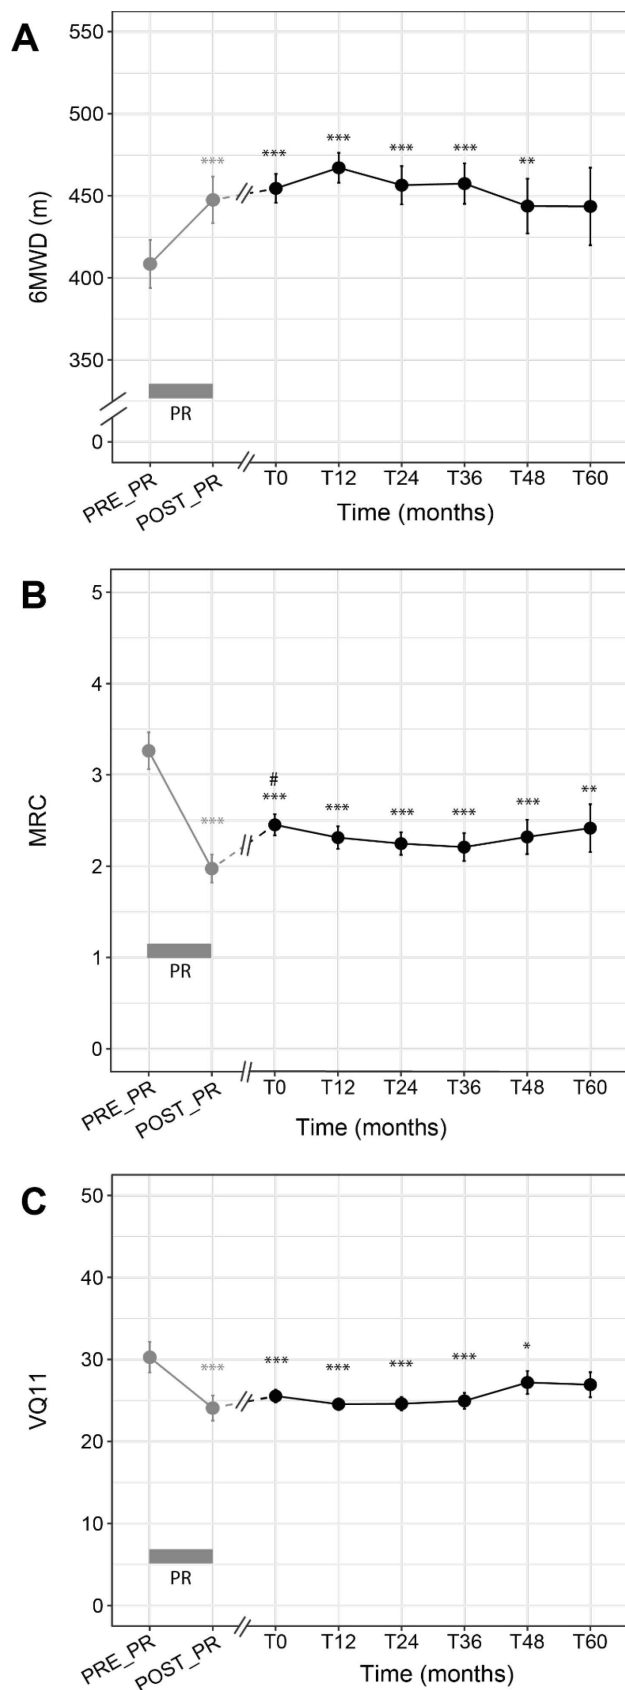 A
550
***
***
***
***
***
500
**
6MWD (m)
450
400
350
PR
0
PRE_PR POST_PR T0 T12 T24 T36 T48 T60
Time (months)
B
5
4
MRC
3
#
***
***
***
***
***
***
**
2
1
PR
0
PRE_PR POST_PR T0 T12 T24 T36 T48 T60
Time (months)
C
50
40
VQ11
30
***
***
***
***
***
*
20
10
PR
0
PRE_PR POST_PR T0 T12 T24 T36 T48 T60
Time (months)